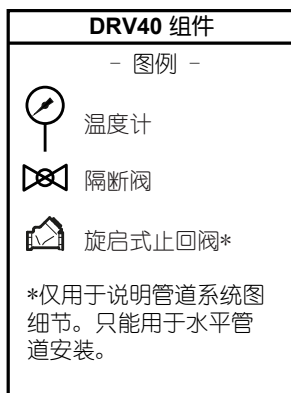 DRV40 组件
- 图例 -
温度计
隔断阀
旋启式止回阀*
*仅用于说明管道系统图
细节。只能用于水平管
道安装。